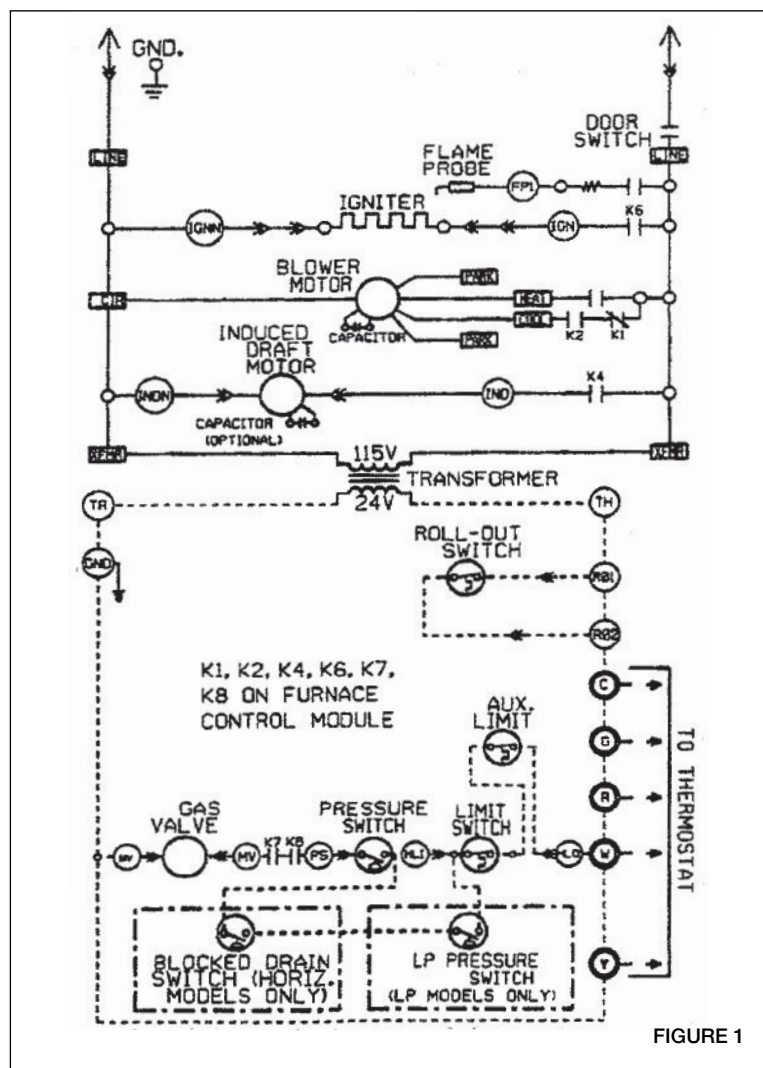 GND.
DOOR
SWITCH
LINE
LINE
FLAME
PROBE
FP1
IGNITER
K6
IGNN
IGN
BLOWER
MOTOR
PARK
HEAT
CAPACITOR
COOL
K2
K1
PARK
INDUCED
DRAFT
MOTOR
K4
INDN
IND
CAPACITOR
(OPTIONAL)
XFMR
115V
XFMR
TRANSFORMER
24V
TR
TH
ROLL-OUT
SWITCH
GND
R01
R02
K1, K2, K4, K6, K7,
K8 ON FURNACE
CONTROL MODULE
C
AUX.
LIMIT
G
R
TO THERMOSTAT
GAS
VALVE
PRESSURE
SWITCH
LIMIT
SWITCH
K7 K8
MV
MV
PS
HLI
W
BLOCKED DRAIN
SWITCH (HORIZ.
MODELS ONLY)
LP PRESSURE
SWITCH
(LP MODELS ONLY)
Y
FIGURE 1